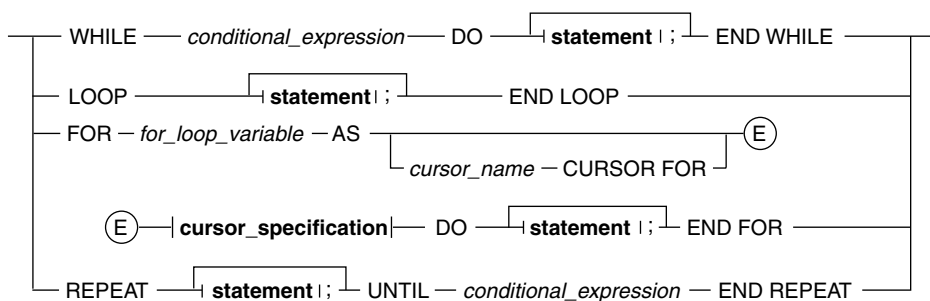 WHILE conditional_expression DO statement ; END WHILE
LOOP statement ; END LOOP
FOR for_loop_variable AS E
cursor_name CURSOR FOR
E cursor_specification DO statement ; END FOR
REPEAT statement ; UNTIL conditional_expression END REPEAT